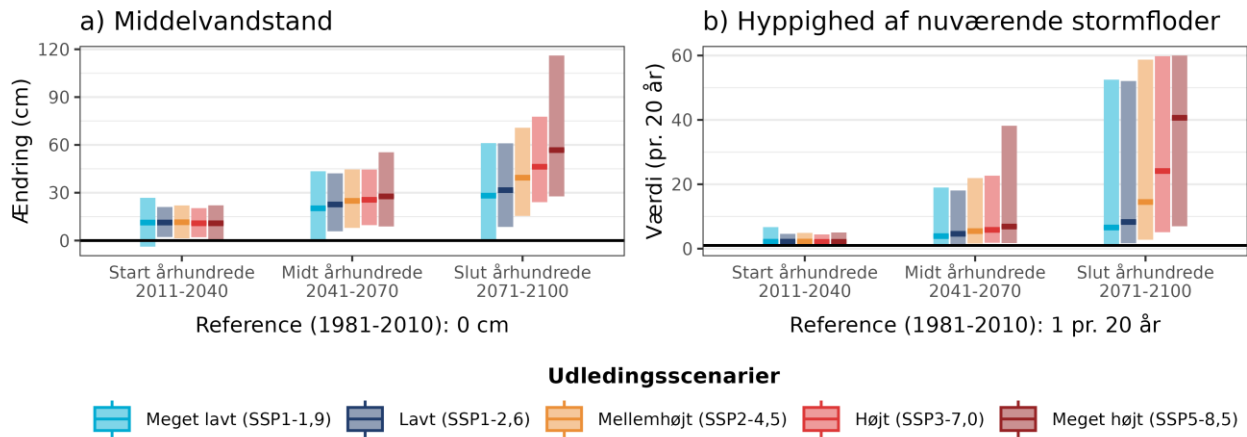 a) Middelvandstand
Ændring (cm)
120
90
60
30
0
Start århundrede
2011-2040
Midt århundrede
2041-2070
Slut århundrede
2071-2100
Reference (1981-2010): 0 cm
b) Hyppighed af nuværende stormfloder
Værdi (pr. 20 år)
60
40
20
0
Start århundrede
2011-2040
Midt århundrede
2041-2070
Slut århundrede
2071-2100
Reference (1981-2010): 1 pr. 20 år
Udledingsscenarier
Meget lavt (SSP1-1,9)
Lavt (SSP1-2,6)
Mellemhøjt (SSP2-4,5)
Højt (SSP3-7,0)
Meget højt (SSP5-8,5)